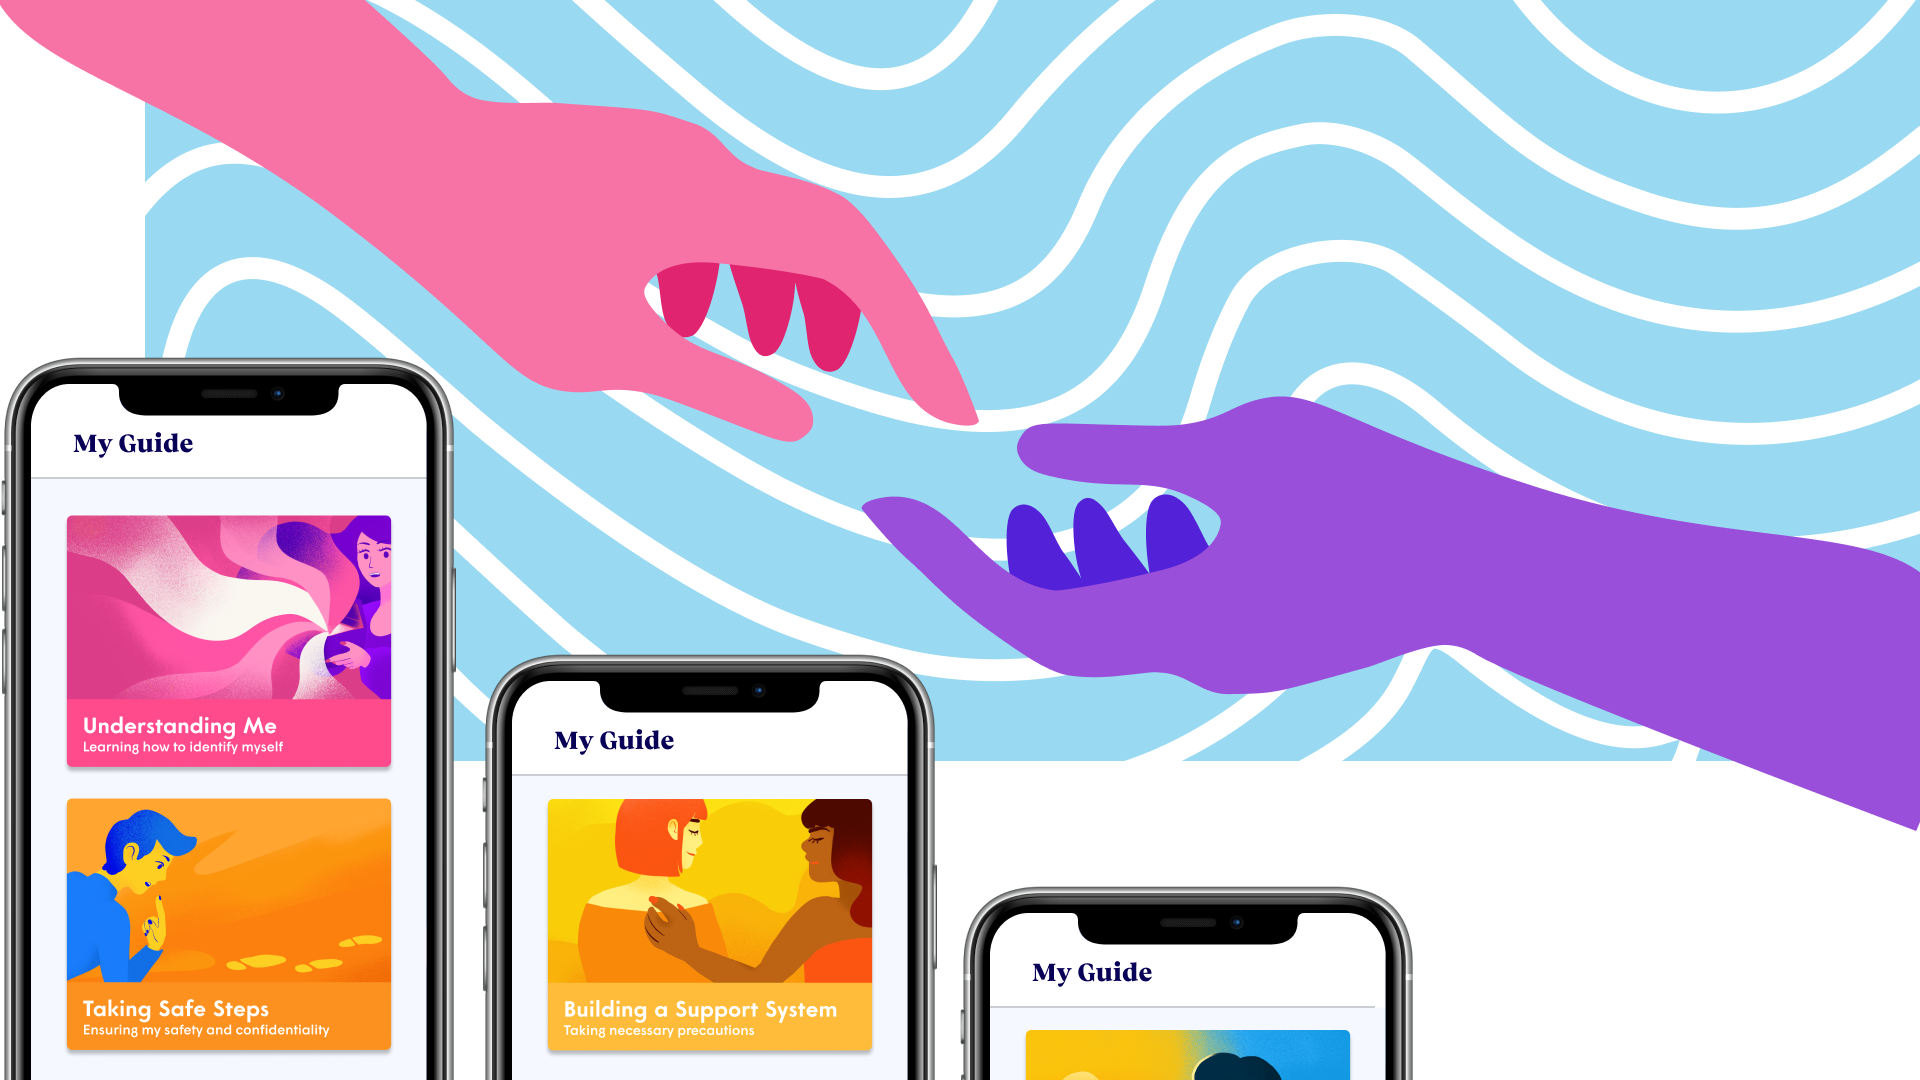 My Guide
Understanding Me
Learning how to identify myself
Taking Safe Steps
Ensuring my safety and confidentiality
My Guide
Building a Support System
Taking necessary precautions
My Guide